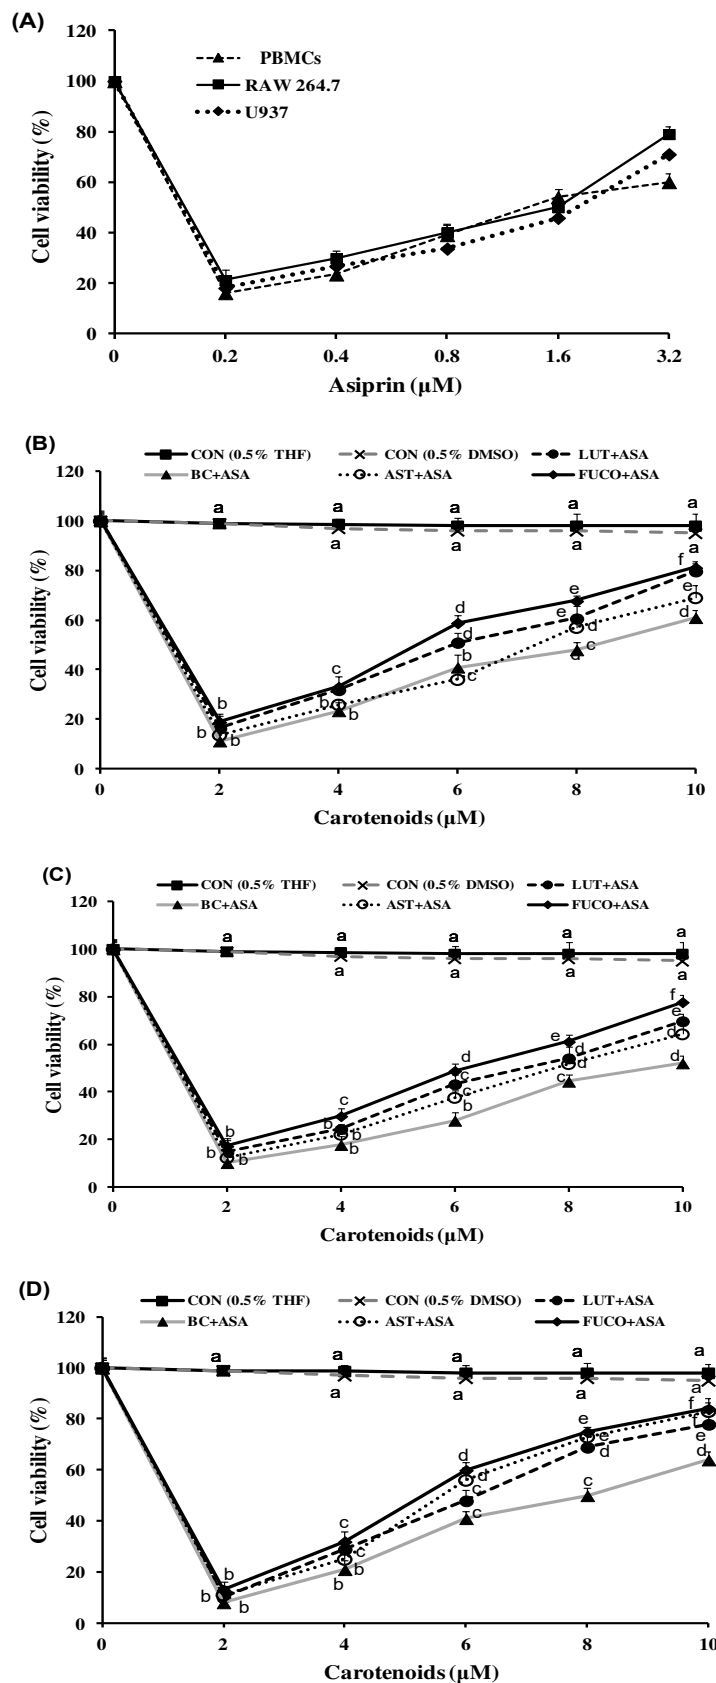 (A)
PBMCs
RAW 264.7
U937
120
100
80
60
40
20
0
Cell viability (%)
0 0.2 0.4 0.8 1.6 3.2
Asiprin (µM)
(B)
CON (0.5% THF) CON (0.5% DMSO) LUT+ASA
BC+ASA AST+ASA FUCO+ASA
120
100
80
60
40
20
0
Cell viability (%)
a a a a a
a a a a
b c d e f
b b d e e
b b b d d
c c
d
0 2 4 6 8 10
Carotenoids (µM)
(C)
CON (0.5% THF) CON (0.5% DMSO) LUT+ASA
BC+ASA AST+ASA FUCO+ASA
120
100
80
60
40
20
0
Cell viability (%)
a a a a a
a a a a
b c d e f
b b c d e
b b c d d
b b c d
0 2 4 6 8 10
Carotenoids (µM)
(D)
CON (0.5% THF) CON (0.5% DMSO) LUT+ASA
BC+ASA AST+ASA FUCO+ASA
120
100
80
60
40
20
0
Cell viability (%)
a a a a a
a a a a
b c d e f
b c d e f
b b c d e
b c c d
0 2 4 6 8 10
Carotenoids (µM)